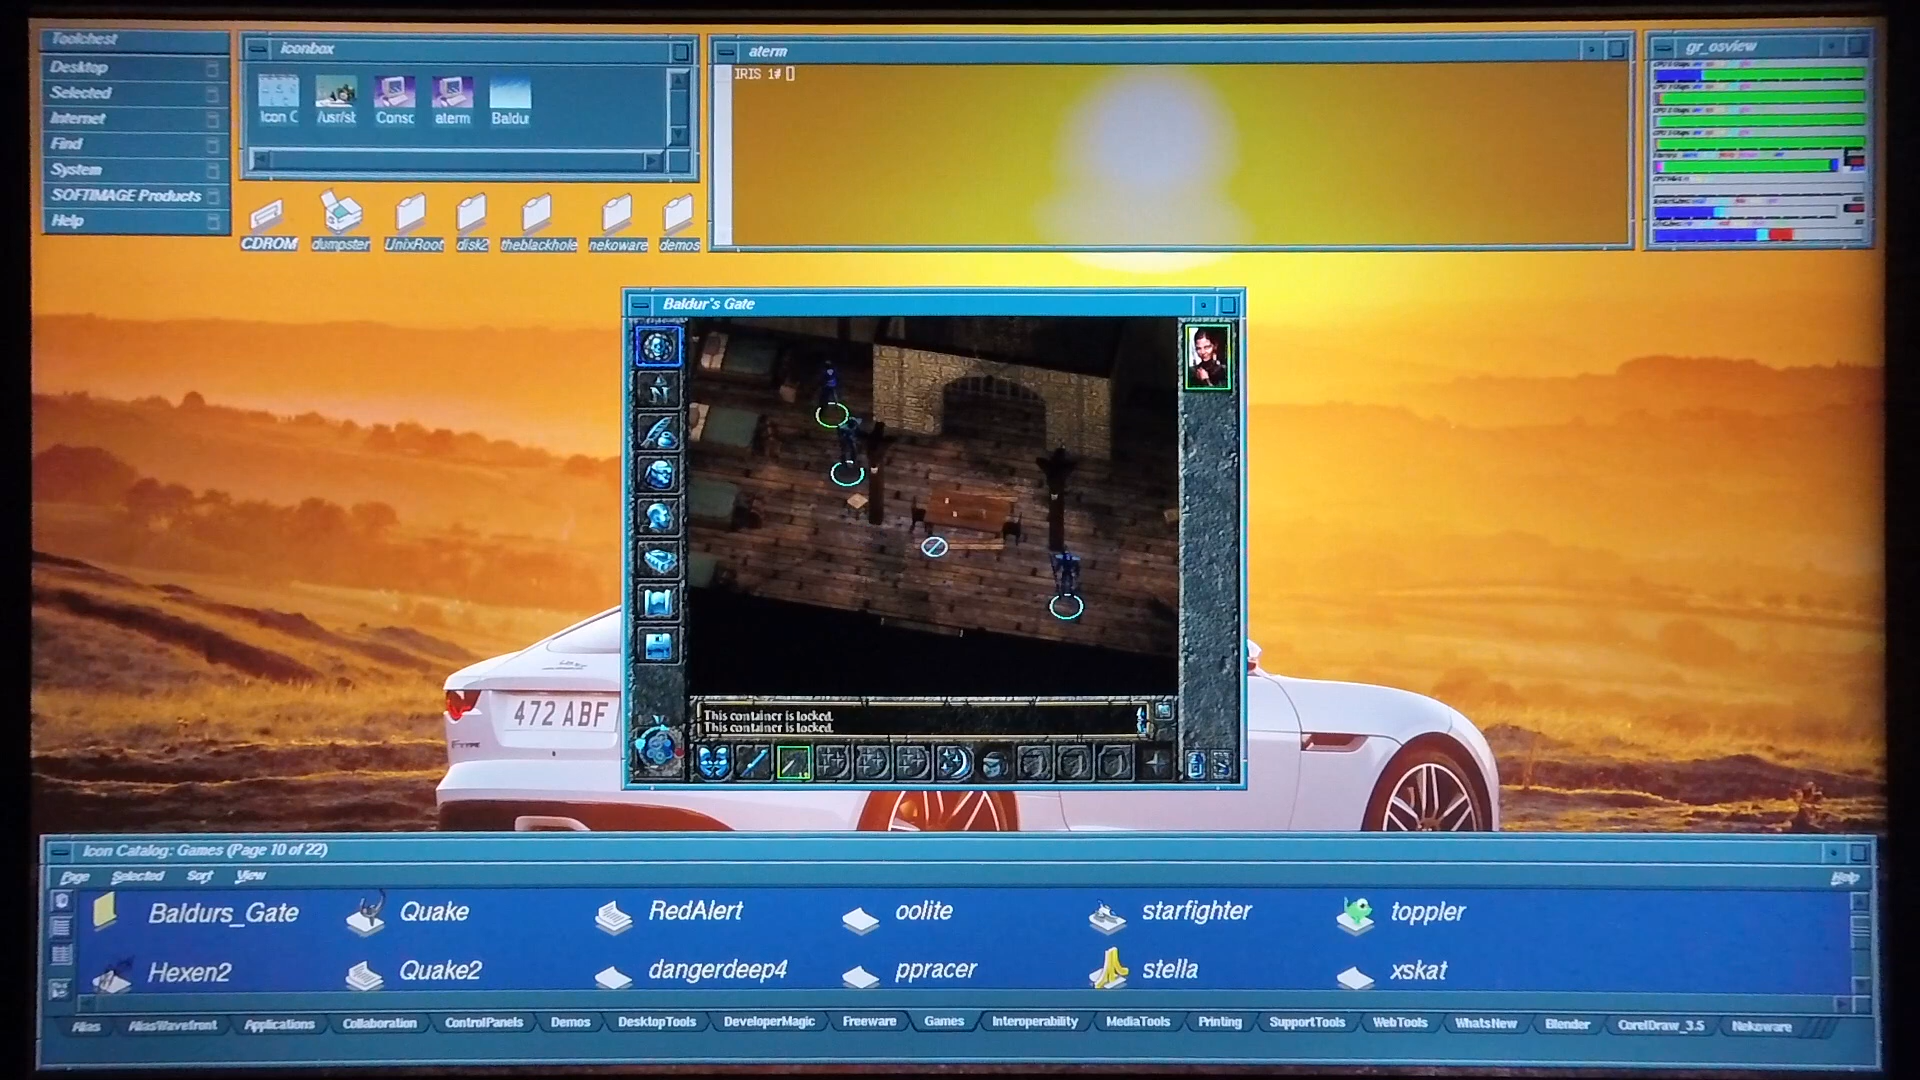 Toolchest
Desktop
Selected
Internet
Find
System
SOFTIMAGE Products
Help
iconbox
Icon C
/usr/sb
Consc
aterm
Baldur
CDROM
dumpster
UnixRoot
disk2
theblackhole
nekoware
demos
aterm
IRIS 1#
gr_osview
Baldur's Gate
N
This container is locked.
This container is locked.
472 ABF
F-TYPE
Icon Catalog: Games (Page 10 of 22)
Page Selected Sort View Help
Baldurs_Gate Quake RedAlert oolite starfighter toppler
Hexen2 Quake2 dangerdeep4 ppracer stella xskat
Alias AliasWavefront Applications Collaboration ControlPanels Demos DesktopTools DeveloperMagic Freeware Games Interoperability MediaTools Printing SupportTools WebTools WhatsNew Blender CorelDraw_3.5 Nekoware